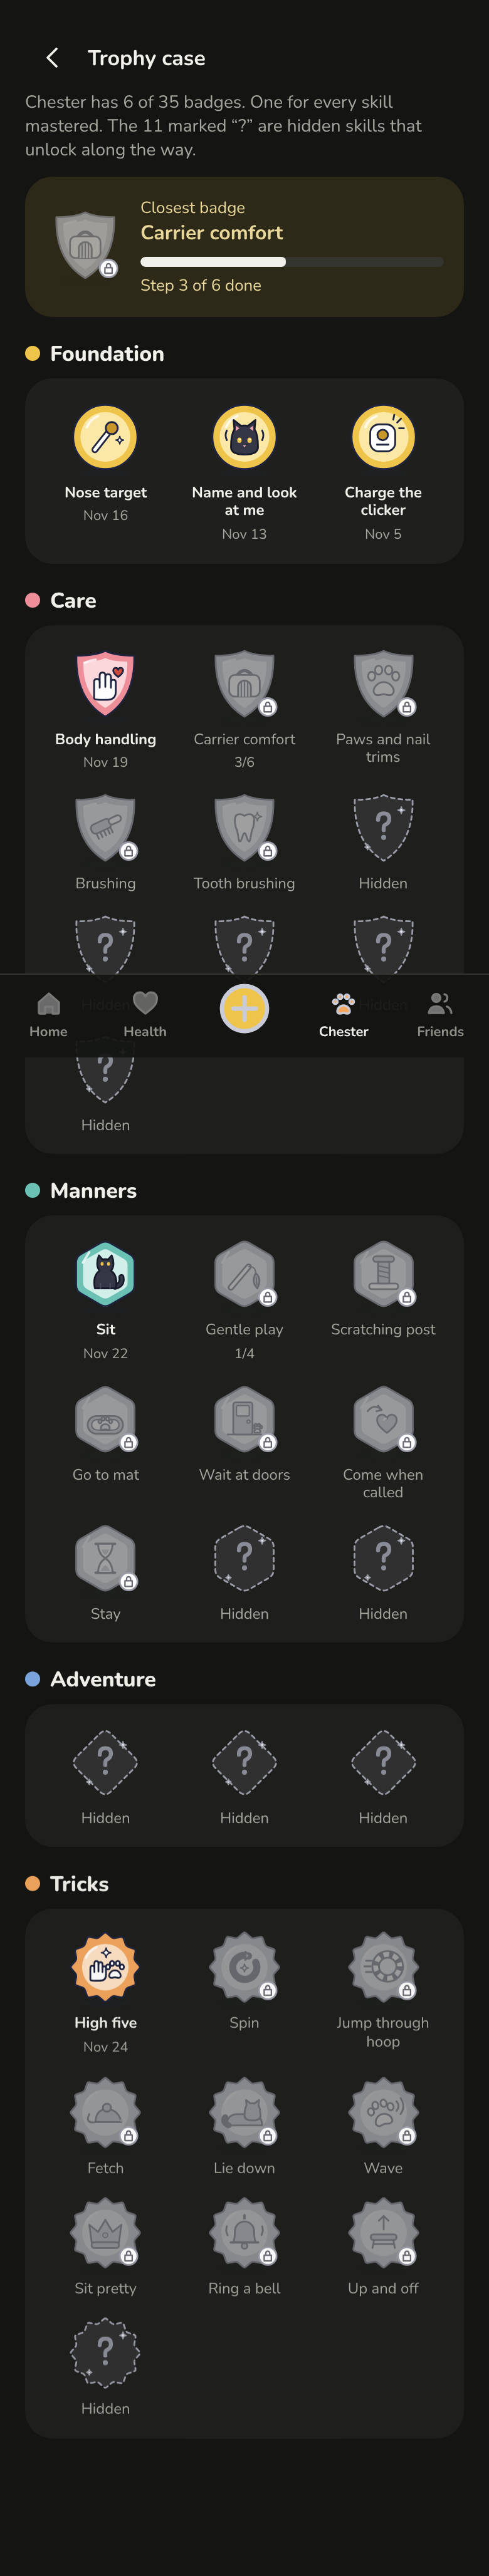 Trophy case
Chester has 6 of 35 badges. One for every skill
mastered. The 11 marked “?” are hidden skills that
unlock along the way.
Closest badge
Carrier comfort
Step 3 of 6 done
Foundation
Nose target
Nov 16
Name and look
at me
Nov 13
Charge the
clicker
Nov 5
Care
Body handling
Nov 19
Carrier comfort
3/6
Paws and nail
trims
Brushing
Tooth brushing
?
Hidden
?
?
?
Hidden
Hidden
Home
Health
Chester
Friends
?
Hidden
Manners
Sit
Nov 22
Gentle play
1/4
Scratching post
Go to mat
Wait at doors
Come when
called
Stay
?
Hidden
?
Hidden
Adventure
?
Hidden
?
Hidden
?
Hidden
Tricks
High five
Nov 24
Spin
Jump through
hoop
Fetch
Lie down
Wave
Sit pretty
Ring a bell
Up and off
?
Hidden